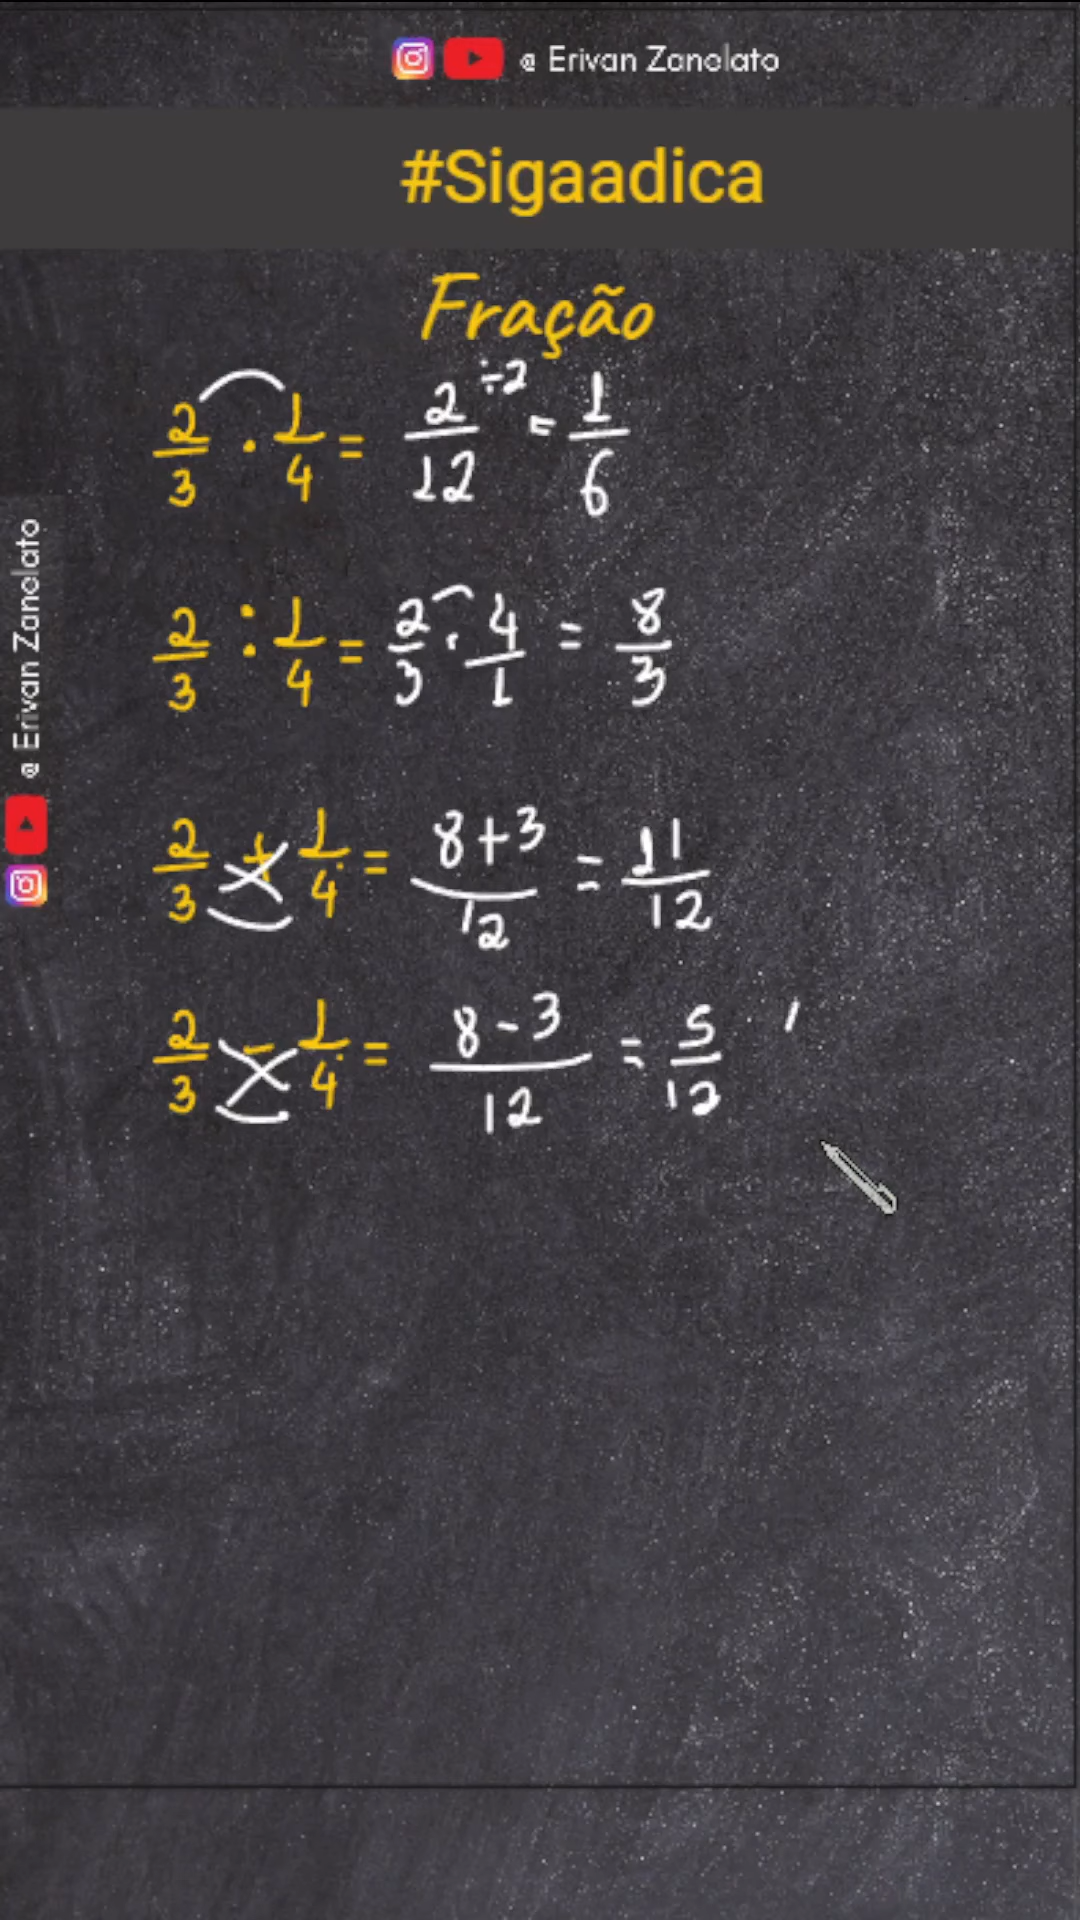 @ Erivan Zanolato
#Sigaadica
Fração
2/3 · 1/4 = 2/12 ÷2 = 1/6
2/3 : 1/4 = 2/3 · 4/1 = 8/3
2/3 + 1/4 = 8+3/12 = 11/12
2/3 - 1/4 = 8-3/12 = 5/12
@ Erivan Zanolato